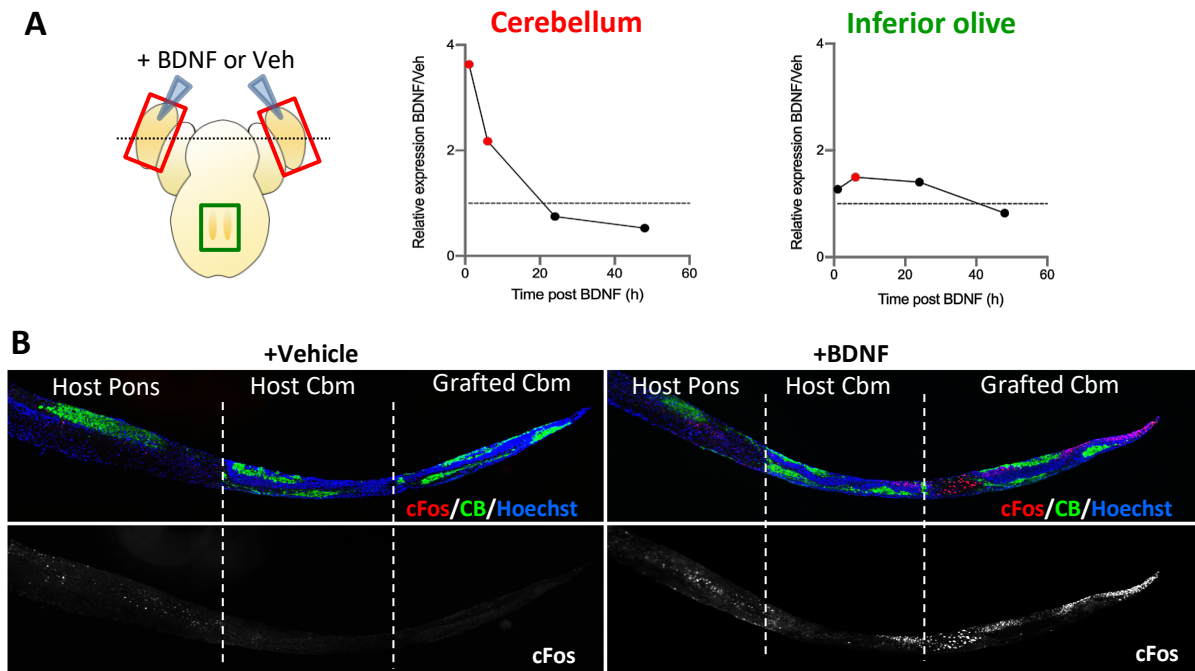 A
+ BDNF or Veh
Cerebellum
Relative expression BDNF/Veh
4
2
0
0
20
40
60
Time post BDNF (h)
Inferior olive
Relative expression BDNF/Veh
4
2
0
0
20
40
60
Time post BDNF (h)
B
+Vehicle
Host Pons
Host Cbm
Grafted Cbm
cFos/CB/Hoechst
cFos
+BDNF
Host Pons
Host Cbm
Grafted Cbm
cFos/CB/Hoechst
cFos